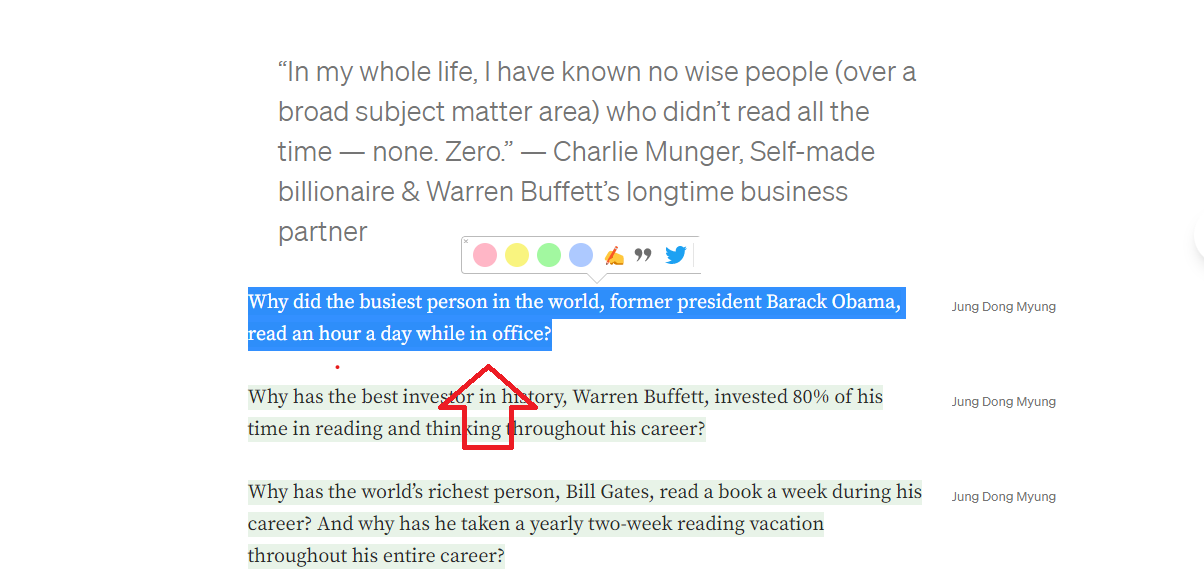 “In my whole life, I have known no wise people (over a
broad subject matter area) who didn’t read all the
time — none. Zero.” — Charlie Munger, Self-made
billionaire & Warren Buffett’s longtime business
partner
Why did the busiest person in the world, former president Barack Obama,
read an hour a day while in office?
Jung Dong Myung
Why has the best investor in history, Warren Buffett, invested 80% of his
time in reading and thinking throughout his career?
Jung Dong Myung
Why has the world’s richest person, Bill Gates, read a book a week during his
career? And why has he taken a yearly two-week reading vacation
throughout his entire career?
Jung Dong Myung